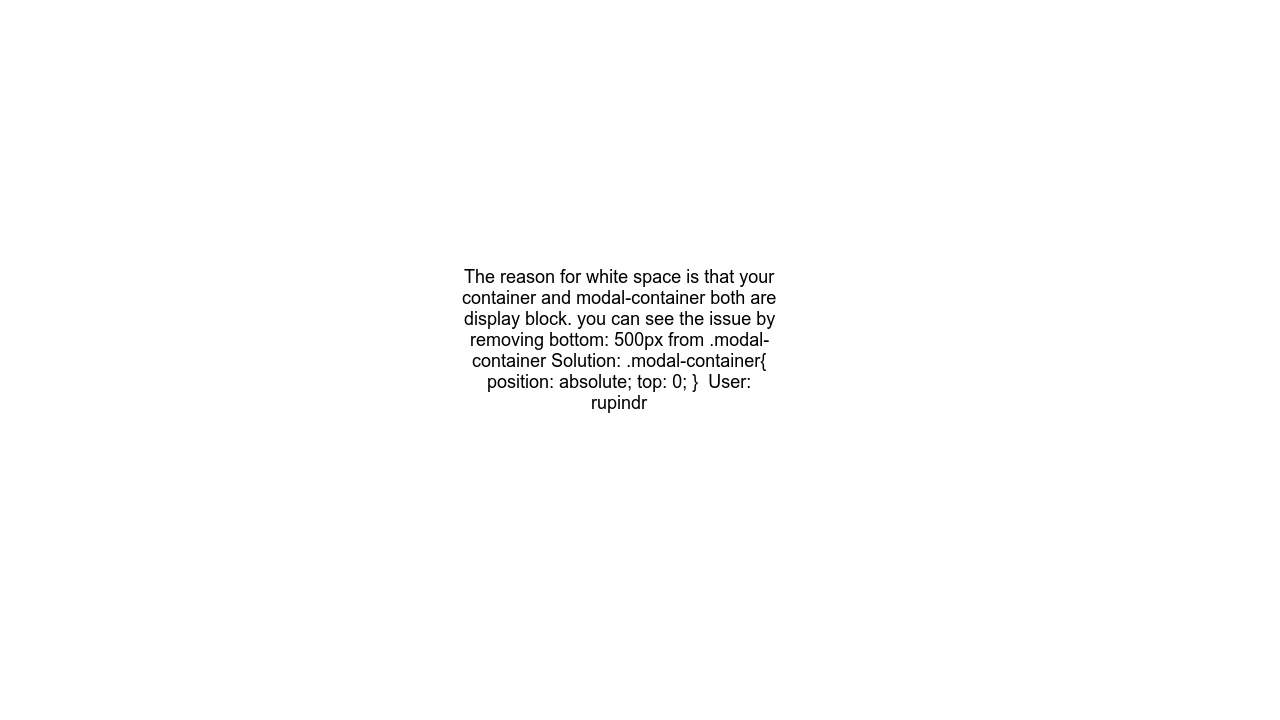 The reason for white space is that your
container and modal-container both are
display block. you can see the issue by
removing bottom: 500px from .modal-
container Solution: .modal-container{
position: absolute; top: 0; }  User:
rupindr